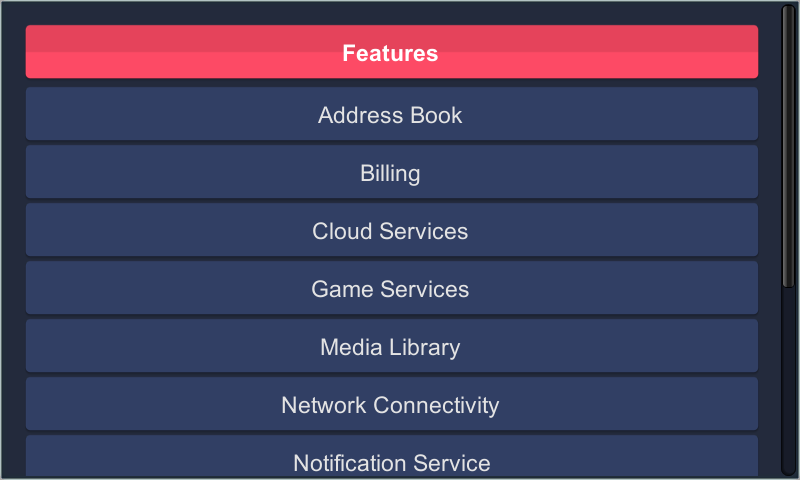 Features
Address Book
Billing
Cloud Services
Game Services
Media Library
Network Connectivity
Notification Service